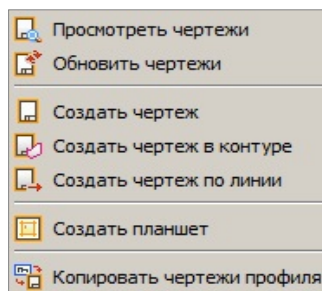 Просмотреть чертежи
Обновить чертежи
Создать чертеж
Создать чертеж в контуре
Создать чертеж по линии
Создать планшет
Копировать чертежи профиля